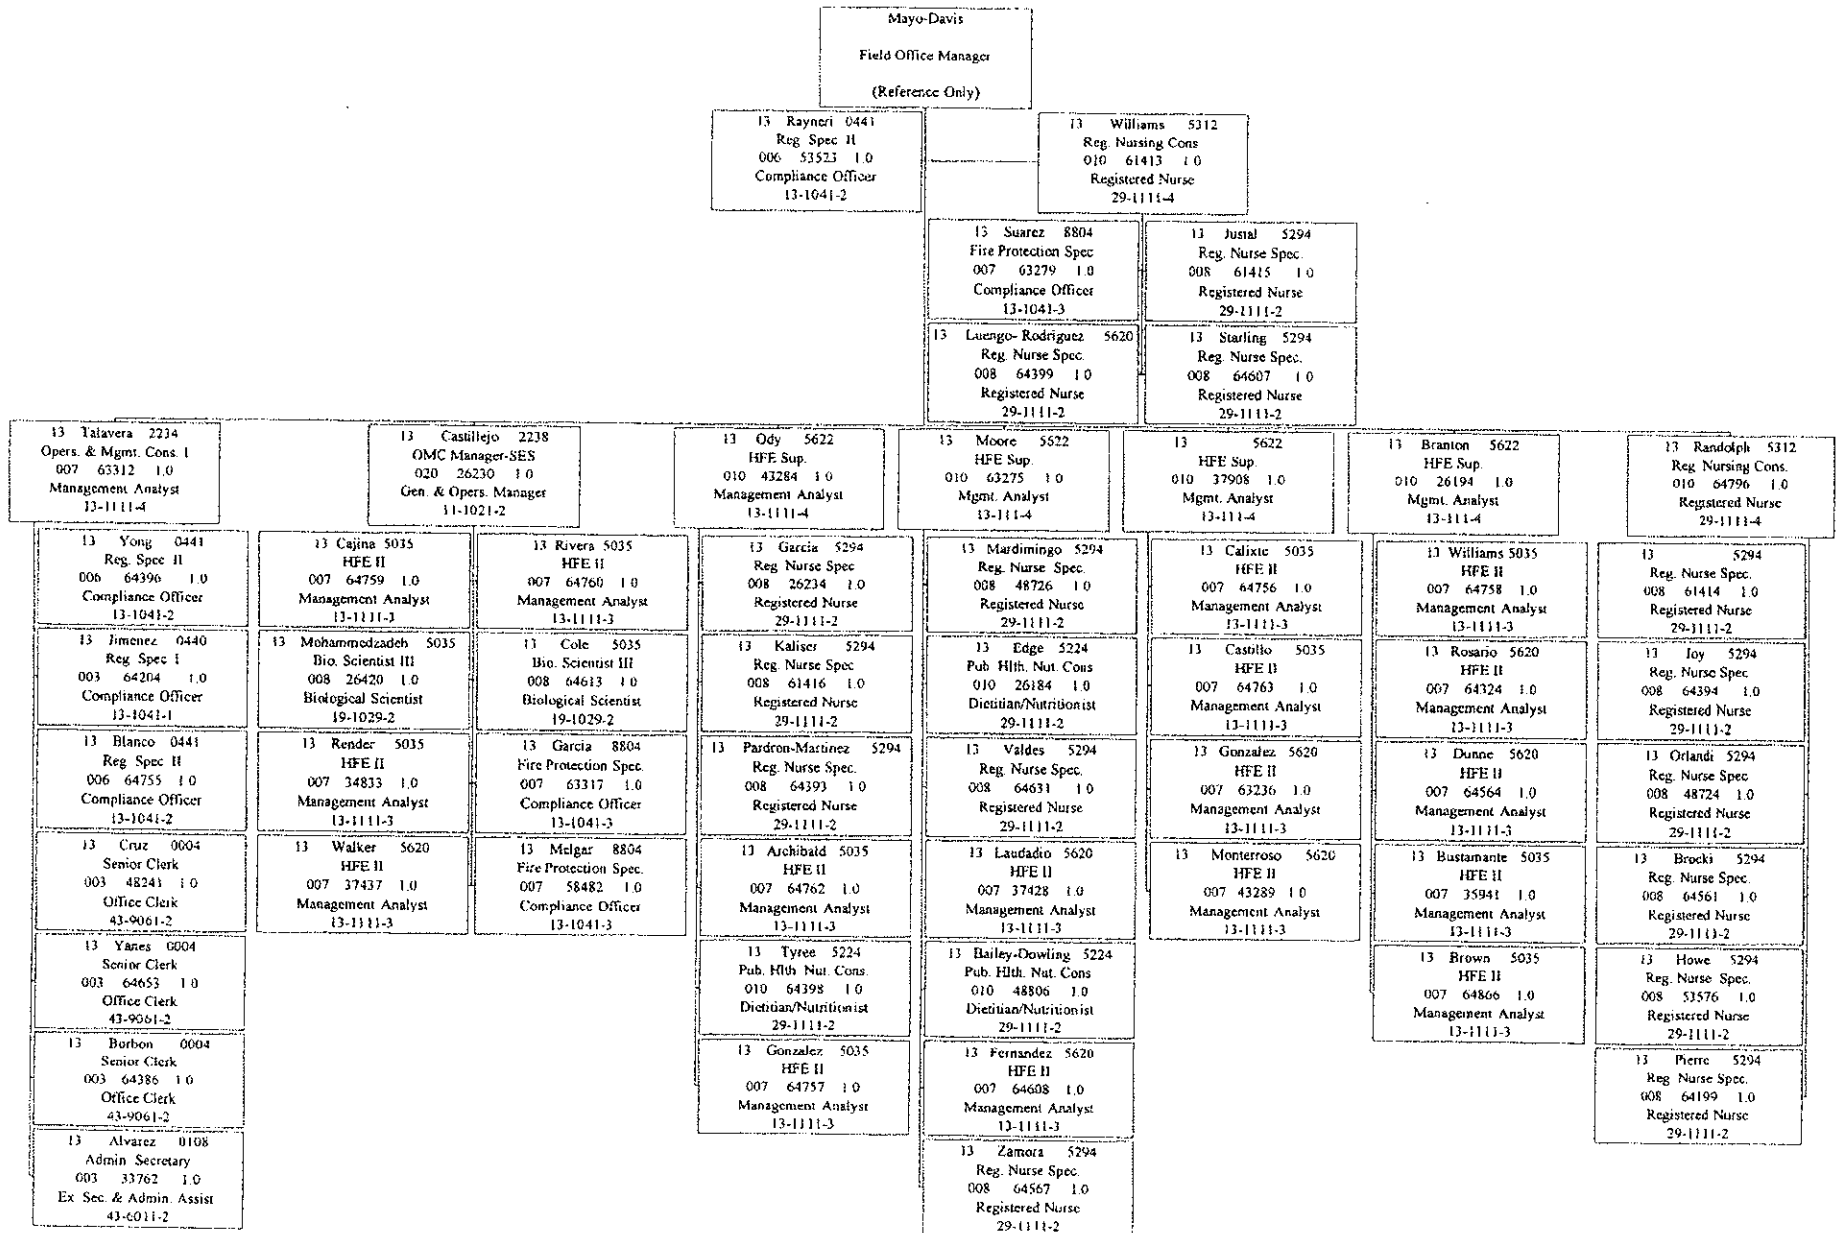 Mayo-Davis
Field Office Manager
(Reference Only)
13 Rayneri 0441
Reg Spec II
006 53523 1.0
Compliance Officer
13-1041-2
13 Williams 5312
Reg. Nursing Cons
010 61413 1 0
Registered Nurse
29-1111-4
13 Suarez 8804
Fire Protection Spec
007 63279 1.0
Compliance Officer
13-1041-3
13 Jusial 5294
Reg. Nurse Spec.
008 61415 1 0
Registered Nurse
29-1111-2
13 Luengo- Rodriguez 5620
Reg. Nurse Spec.
008 64399 1 0
Registered Nurse
29-1111-2
13 Starling 5294
Reg. Nurse Spec.
008 64607 1 0
Registered Nurse
29-1111-2
13 Talavera 2234
Opers. & Mgmt. Cons. I
007 63312 1.0
Management Analyst
13-1111-4
13 Castillejo 2238
OMC Manager-SES
020 26230 1 0
Gen. & Opers. Manager
11-1021-2
13 Ody 5622
HFE Sup.
010 43284 1 0
Management Analyst
13-1111-4
13 Moore 5622
HFE Sup.
010 63275 1 0
Mgmt. Analyst
13-111-4
13 5622
HFE Sup.
010 37908 1 0
Mgmt. Analyst
13-111-4
13 Branton 5622
HFE Sup.
010 26194 1.0
Mgmt. Analyst
13-111-4
13 Randolph 5312
Reg Nursing Cons.
010 64796 1.0
Registered Nurse
29-1111-4
13 Yong 0441
Reg. Spec II
006 64396 1.0
Compliance Officer
13-1041-2
13 Cajina 5035
HFE II
007 64759 1.0
Management Analyst
13-1111-3
13 Rivera 5035
HFE II
007 64760 1 0
Management Analyst
13-1111-3
13 Garcia 5294
Reg Nurse Spec
008 26234 1.0
Registered Nurse
29-1111-2
13 Mardimingo 5294
Reg. Nurse Spec.
008 48726 1.0
Registered Nurse
29-1111-2
13 Calixte 5035
HFE II
007 64756 1.0
Management Analyst
13-1111-3
13 Williams 5035
HFE II
007 64758 1.0
Management Analyst
13-1111-3
13 5294
Reg. Nurse Spec.
008 61414 1.0
Registered Nurse
29-1111-2
13 Jimenez 0440
Reg Spec I
003 64204 1.0
Compliance Officer
13-1041-1
13 Mohammedzadeh 5035
Bio. Scientist III
008 26420 1.0
Biological Scientist
19-1029-2
13 Cole 5035
Bio. Scientist III
008 64613 1 0
Biological Scientist
19-1029-2
13 Kaliser 5294
Reg. Nurse Spec
008 61416 1.0
Registered Nurse
29-1111-2
13 Edge 5224
Pub Hlth. Nut. Cons
010 26184 1.0
Dietitian/Nutritionist
29-1111-2
13 Castillo 5035
HFE II
007 64763 1.0
Management Analyst
13-1111-3
13 Rosario 5620
HFE II
007 64324 1.0
Management Analyst
13-1111-3
13 Joy 5294
Reg. Nurse Spec
008 64394 1.0
Registered Nurse
29-1111-2
13 Blanco 0441
Reg Spec II
006 64755 1 0
Compliance Officer
13-1041-2
13 Render 5035
HFE II
007 34833 1.0
Management Analyst
13-1111-3
13 Garcia 8804
Fire Protection Spec.
007 63317 1.0
Compliance Officer
13-1041-3
13 Pardron-Martinez 5294
Reg. Nurse Spec.
008 64393 1.0
Registered Nurse
29-1111-2
13 Valdes 5294
Reg. Nurse Spec.
008 64631 1.0
Registered Nurse
29-1111-2
13 Gonzalez 5620
HFE II
007 63236 1.0
Management Analyst
13-1111-3
13 Dunne 5620
HFE II
007 64564 1.0
Management Analyst
13-1111-3
13 Orlandi 5294
Reg. Nurse Spec
008 48724 1.0
Registered Nurse
29-1111-2
13 Cruz 0004
Senior Clerk
003 48241 1 0
Office Clerk
43-9061-2
13 Walker 5620
HFE II
007 37437 1.0
Management Analyst
13-1111-3
13 Melgar 8804
Fire Protection Spec.
007 58482 1.0
Compliance Officer
13-1041-3
13 Archibald 5035
HFE II
007 64762 1.0
Management Analyst
13-1111-3
13 Laudadio 5620
HFE II
007 37428 1.0
Management Analyst
13-1111-3
13 Monterroso 5620
HFE II
007 43289 1 0
Management Analyst
13-1111-3
13 Bustamante 5035
HFE II
007 35941 1.0
Management Analyst
13-1111-3
13 Brocki 5294
Reg. Nurse Spec.
008 64561 1.0
Registered Nurse
29-1111-2
13 Yanes 0004
Senior Clerk
003 64653 1 0
Office Clerk
43-9061-2
13 Tyree 5224
Pub. Hlth Nut. Cons.
010 64398 1 0
Dietitian/Nutritionist
29-1111-2
13 Bailey-Dowling 5224
Pub. Hlth. Nut. Cons
010 48806 1.0
Dietitian/Nutritionist
29-1111-2
13 Brown 5035
HFE II
007 64866 1.0
Management Analyst
13-1111-3
13 Howe 5294
Reg. Nurse Spec.
008 53576 1.0
Registered Nurse
29-1111-2
13 Borbon 0004
Senior Clerk
003 64386 1 0
Office Clerk
43-9061-2
13 Gonzalez 5035
HFE II
007 64757 1 0
Management Analyst
13-1111-3
13 Fernandez 5620
HFE II
007 64608 1.0
Management Analyst
13-1111-3
13 Pierre 5294
Reg Nurse Spec.
008 64199 1.0
Registered Nurse
29-1111-2
13 Alvarez 0108
Admin Secretary
003 33762 1.0
Ex Sec. & Admin. Assist
43-6011-2
13 Zamora 5294
Reg. Nurse Spec.
008 64567 1.0
Registered Nurse
29-1111-2